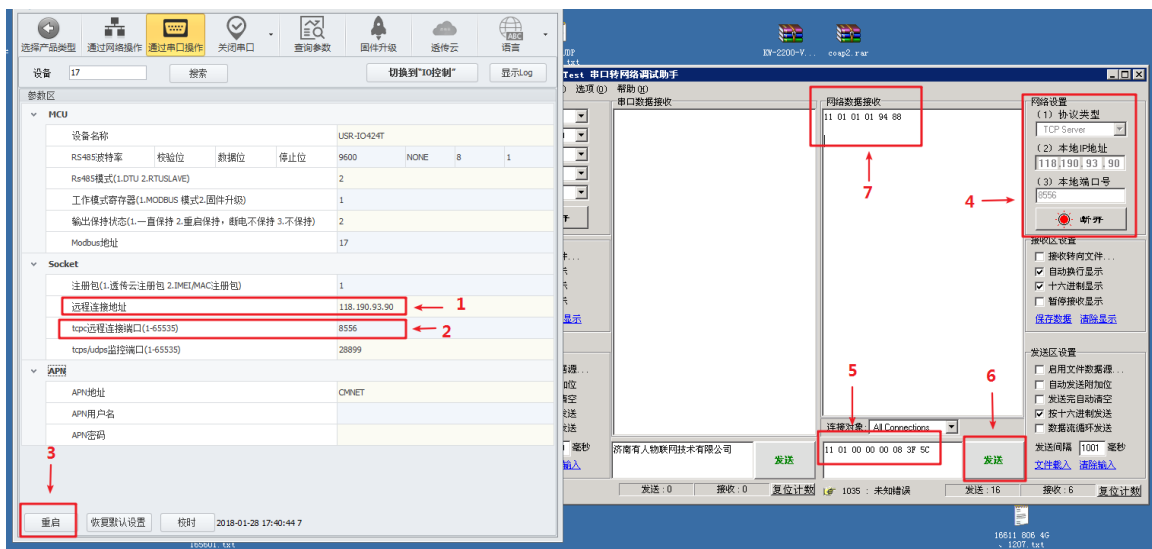 选择产品类型 通过网络操作 通过串口操作 关闭串口 查询参数 固件升级 透传云 语言
设备 17 搜索 切换到"IO控制" 显示Log
参数区
MCU
设备名称 USR-IO424T
RS485波特率 校验位 数据位 停止位 9600 NONE 8 1
Rs485模式(1.DTU 2.RTUSLAVE) 2
工作模式寄存器(1.MODBUS 模式2.固件升级) 1
输出保持状态(1.一直保持 2.重启保持，断电不保持 3.不保持) 2
Modbus地址 17
Socket
注册包(1.透传云注册包 2.IMEI/MAC注册包) 1
远程连接地址 118.190.93.90 1
tcpc远程连接端口(1-65535) 8556 2
tcps/udps监控端口(1-65535) 28899
APN
APN地址 CMNET
APN用户名
APN密码
3
重启 恢复默认设置 校时 2018-01-28 17:40:44 7
165601.txt
KW-2200-V... coap2.rar
Test 串口转网络调试助手
选项(O) 帮助(H)
串口数据接收
网络数据接收
11 01 01 01 94 88
7
网络设置
(1) 协议类型
TCP Server
(2) 本地IP地址
118.190. 93 . 90
(3) 本地端口号
8556
4
断开
接收区设置
接收转向文件...
自动换行显示
十六进制显示
暂停接收显示
保存数据 清除显示
发送区设置
启用文件数据源...
自动发送附加位
发送完自动清空
按十六进制发送
数据流循环发送
发送间隔 1001 毫秒
文件载入 清除输入
5
6
连接对象: All Connections
济南有人物联网技术有限公司
发送
11 01 00 00 00 08 3F 5C
发送
发送:0 接收:0 复位计数
1035 : 未知错误 发送:16 接收:6 复位计数
16611 806 4G
、1207.txt